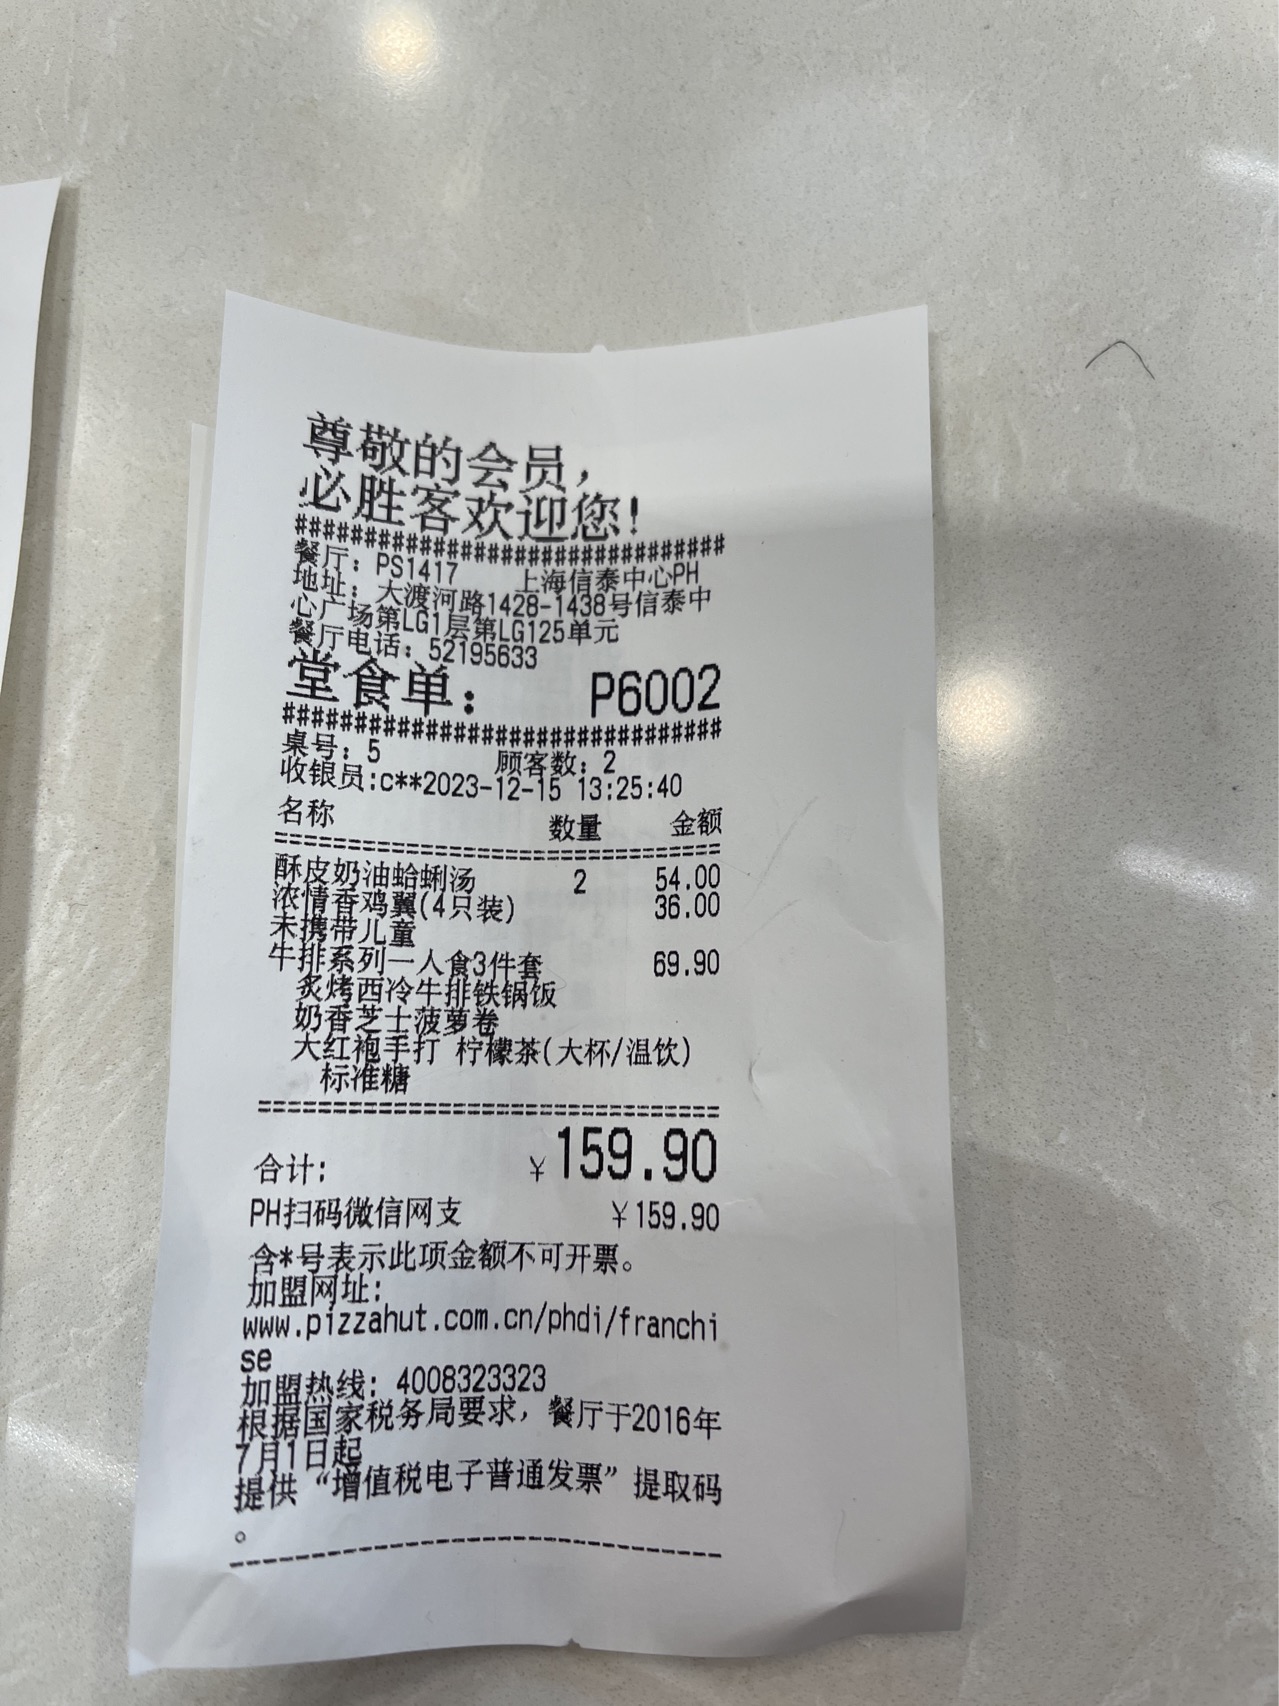 尊敬的会员，
必胜客欢迎您!
###############################
餐厅: PS1417 上海信泰中心PH
地址: 大渡河路1428-1438号信泰中
心广场第LG1层第LG125单元
餐厅电话: 52195633
堂食单: P6002
###############################
桌号: 5 顾客数: 2
收银员:c**2023-12-15 13:25:40
名称 数量 金额
================================
酥皮奶油蛤蜊汤 2 54.00
浓情香鸡翼(4只装) 36.00
未携带儿童
牛排系列一人食3件套 69.90
炙烤西冷牛排铁锅饭
奶香芝士菠萝卷
大红袍手打 柠檬茶(大杯/温饮)
标准糖
================================
合计: ￥159.90
PH扫码微信网支 ￥159.90
含*号表示此项金额不可开票。
加盟网址:
www.pizzahut.com.cn/phdi/franchi
se
加盟热线: 4008323323
根据国家税务局要求，餐厅于2016年
7月1日起
提供“增值税电子普通发票”提取码
。
--------------------------------